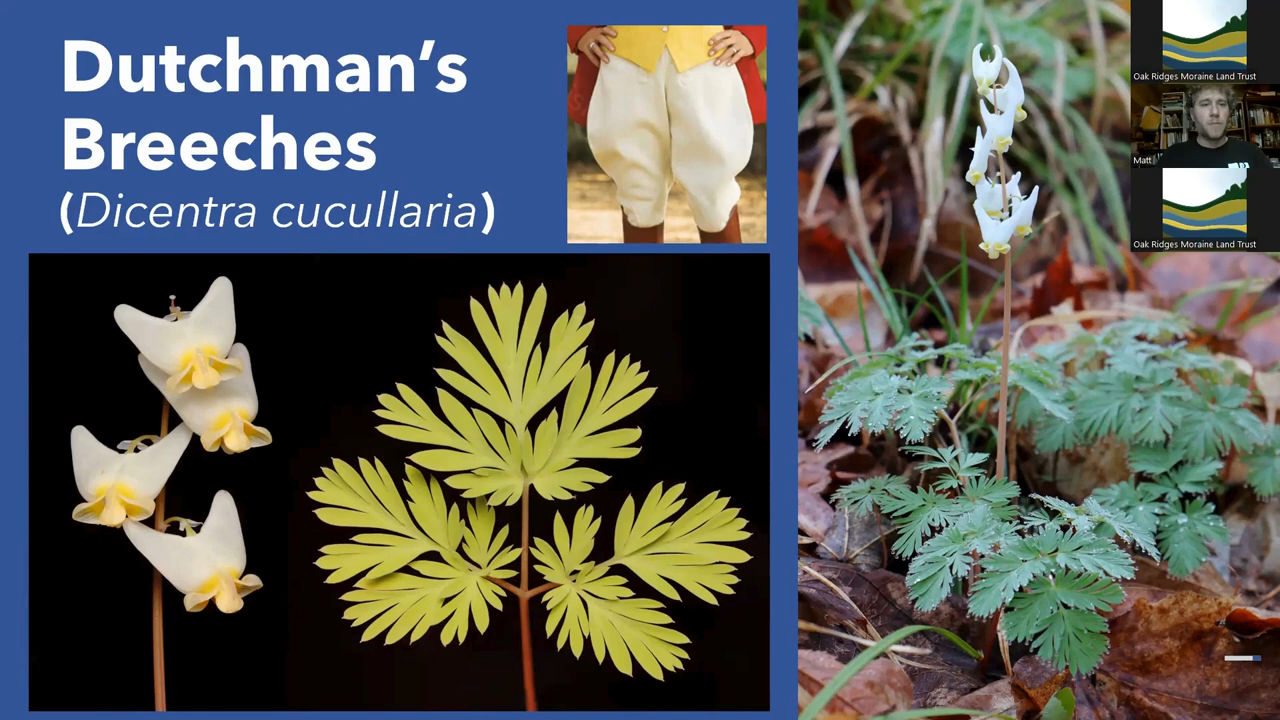 Dutchman’s
Breeches
(Dicentra cucullaria)
Oak Ridges Moraine Land Trust
Matt
Oak Ridges Moraine Land Trust